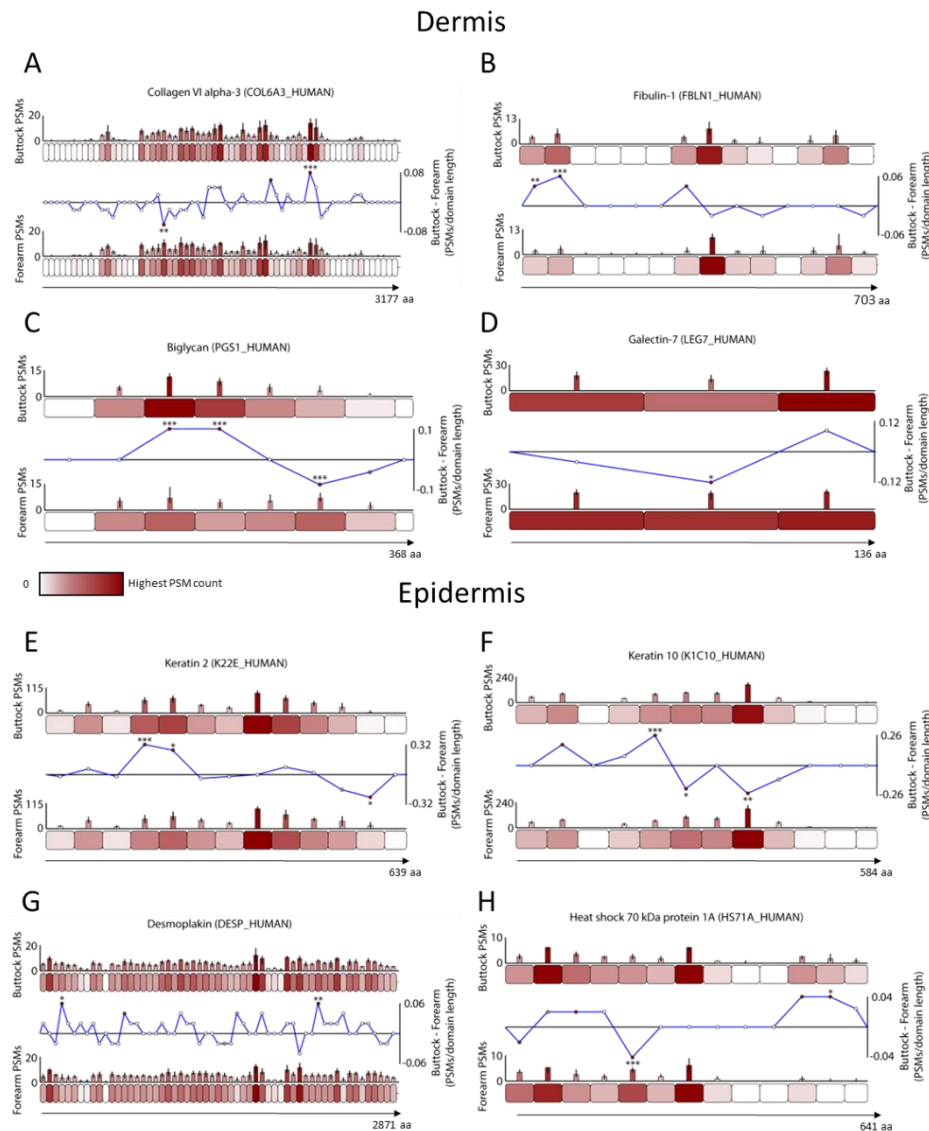 Dermis
A
Collagen VI alpha-3 (COL6A3_HUMAN)
Buttock PSMs
20
0
***
**
0.08
-0.08
Buttock - Forearm
(PSMs/domain length)
Forearm PSMs
20
0
3177 aa
B
Fibulin-1 (FBLN1_HUMAN)
Buttock PSMs
13
0
**
***
0.06
-0.06
Buttock - Forearm
(PSMs/domain length)
Forearm PSMs
13
0
703 aa
C
Biglycan (PGS1_HUMAN)
Buttock PSMs
15
0
***
***
***
0.1
-0.1
Buttock - Forearm
(PSMs/domain length)
Forearm PSMs
15
0
368 aa
D
Galectin-7 (LEG7_HUMAN)
Buttock PSMs
30
0
*
0.12
-0.12
Buttock - Forearm
(PSMs/domain length)
Forearm PSMs
30
0
136 aa
0
Highest PSM count
Epidermis
E
Keratin 2 (K22E_HUMAN)
Buttock PSMs
115
0
***
*
*
0.32
-0.32
Buttock - Forearm
(PSMs/domain length)
Forearm PSMs
115
0
639 aa
F
Keratin 10 (K1C10_HUMAN)
Buttock PSMs
240
0
***
*
**
0.26
-0.26
Buttock - Forearm
(PSMs/domain length)
Forearm PSMs
240
0
584 aa
G
Desmoplakin (DESP_HUMAN)
Buttock PSMs
20
0
*
**
0.06
-0.06
Buttock - Forearm
(PSMs/domain length)
Forearm PSMs
20
0
2871 aa
H
Heat shock 70 kDa protein 1A (HS71A_HUMAN)
Buttock PSMs
10
0
*
***
0.04
-0.04
Buttock - Forearm
(PSMs/domain length)
Forearm PSMs
10
0
641 aa